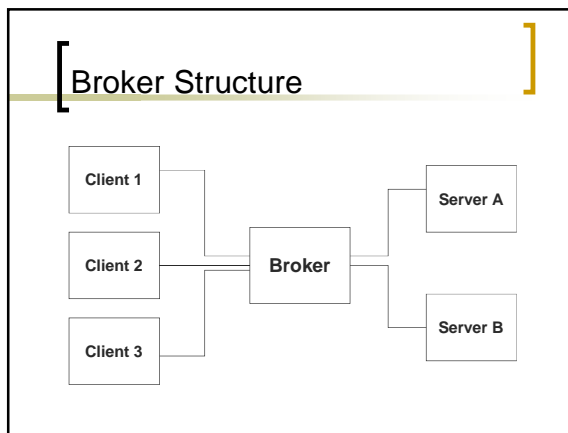 Broker Structure
Client 1
Client 2
Client 3
Broker
Server A
Server B